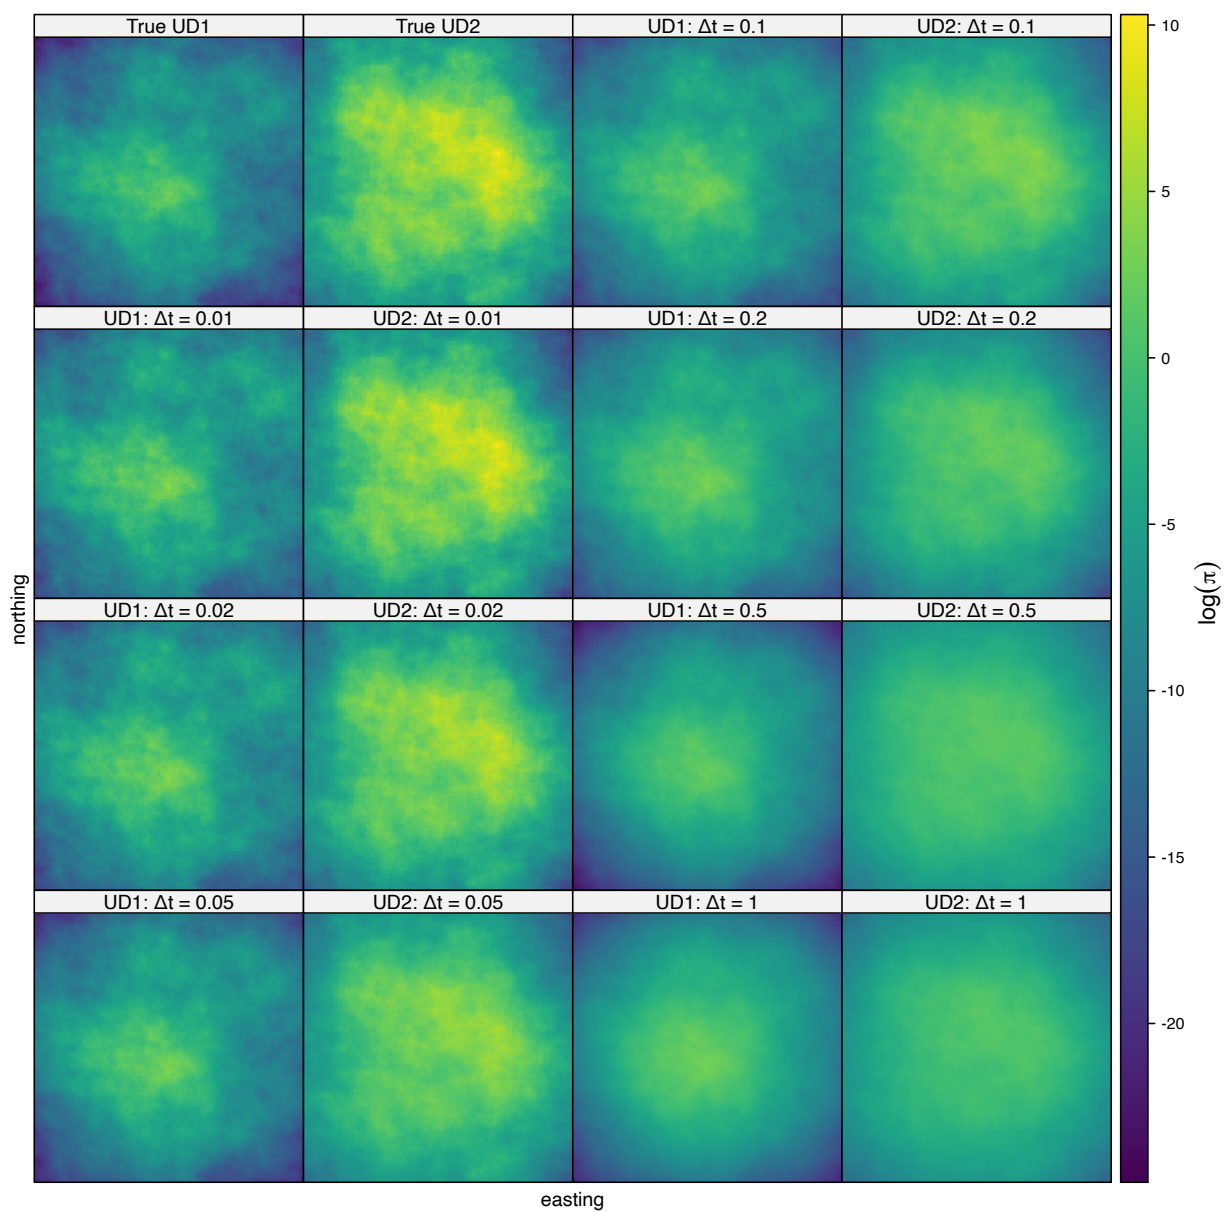 True UD1
True UD2
UD1: Δt = 0.1
UD2: Δt = 0.1
UD1: Δt = 0.01
UD2: Δt = 0.01
UD1: Δt = 0.2
UD2: Δt = 0.2
UD1: Δt = 0.02
UD2: Δt = 0.02
UD1: Δt = 0.5
UD2: Δt = 0.5
UD1: Δt = 0.05
UD2: Δt = 0.05
UD1: Δt = 1
UD2: Δt = 1
northing
easting
10
5
0
-5
-10
-15
-20
log(π)